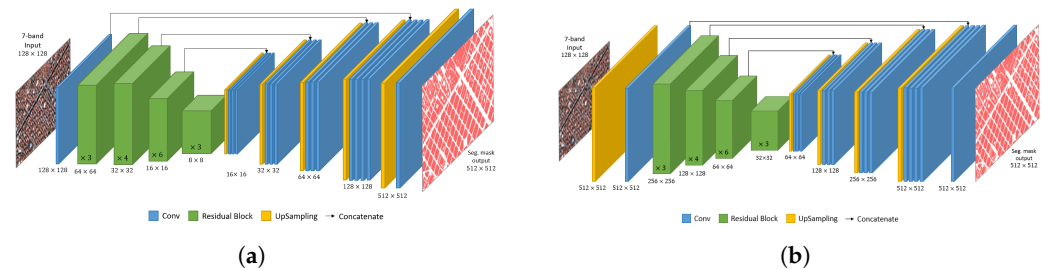 7-band
Input
128 × 128
× 3
× 4
× 6
× 3
128 × 128
64 × 64
32 × 32
16 × 16
8 × 8
16 × 16
32 × 32
64 × 64
128 × 128
512 × 512
Seg. mask
output
512 × 512
Conv
Residual Block
UpSampling
Concatenate
(a)
7-band
Input
128 × 128
× 3
× 4
× 6
× 3
512 × 512
512 × 512
256 × 256
128 × 128
64 × 64
32×32
64 × 64
128 × 128
256 × 256
512 × 512
512 × 512
Seg. mask
output
512 × 512
Conv
Residual Block
UpSampling
Concatenate
(b)